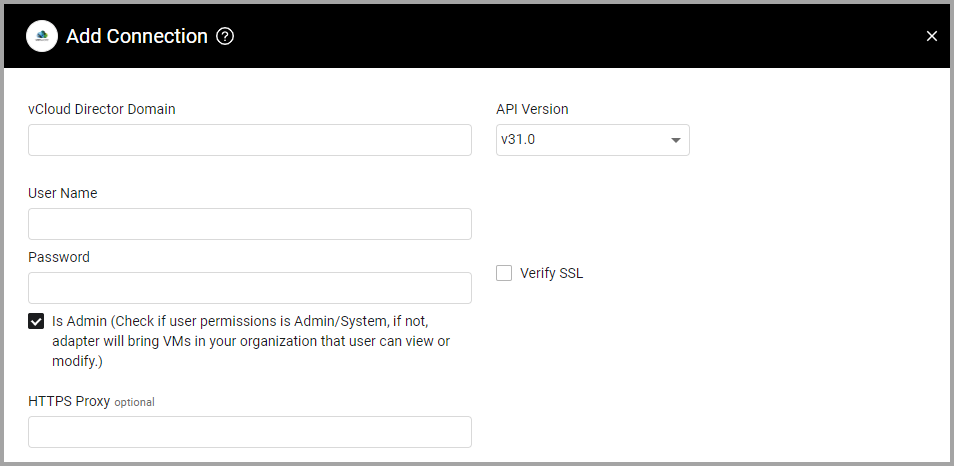 Add Connection ?
vCloud Director Domain
API Version
v31.0
User Name
Password
Verify SSL
Is Admin (Check if user permissions is Admin/System, if not,
adapter will bring VMs in your organization that user can view or
modify.)
HTTPS Proxy optional